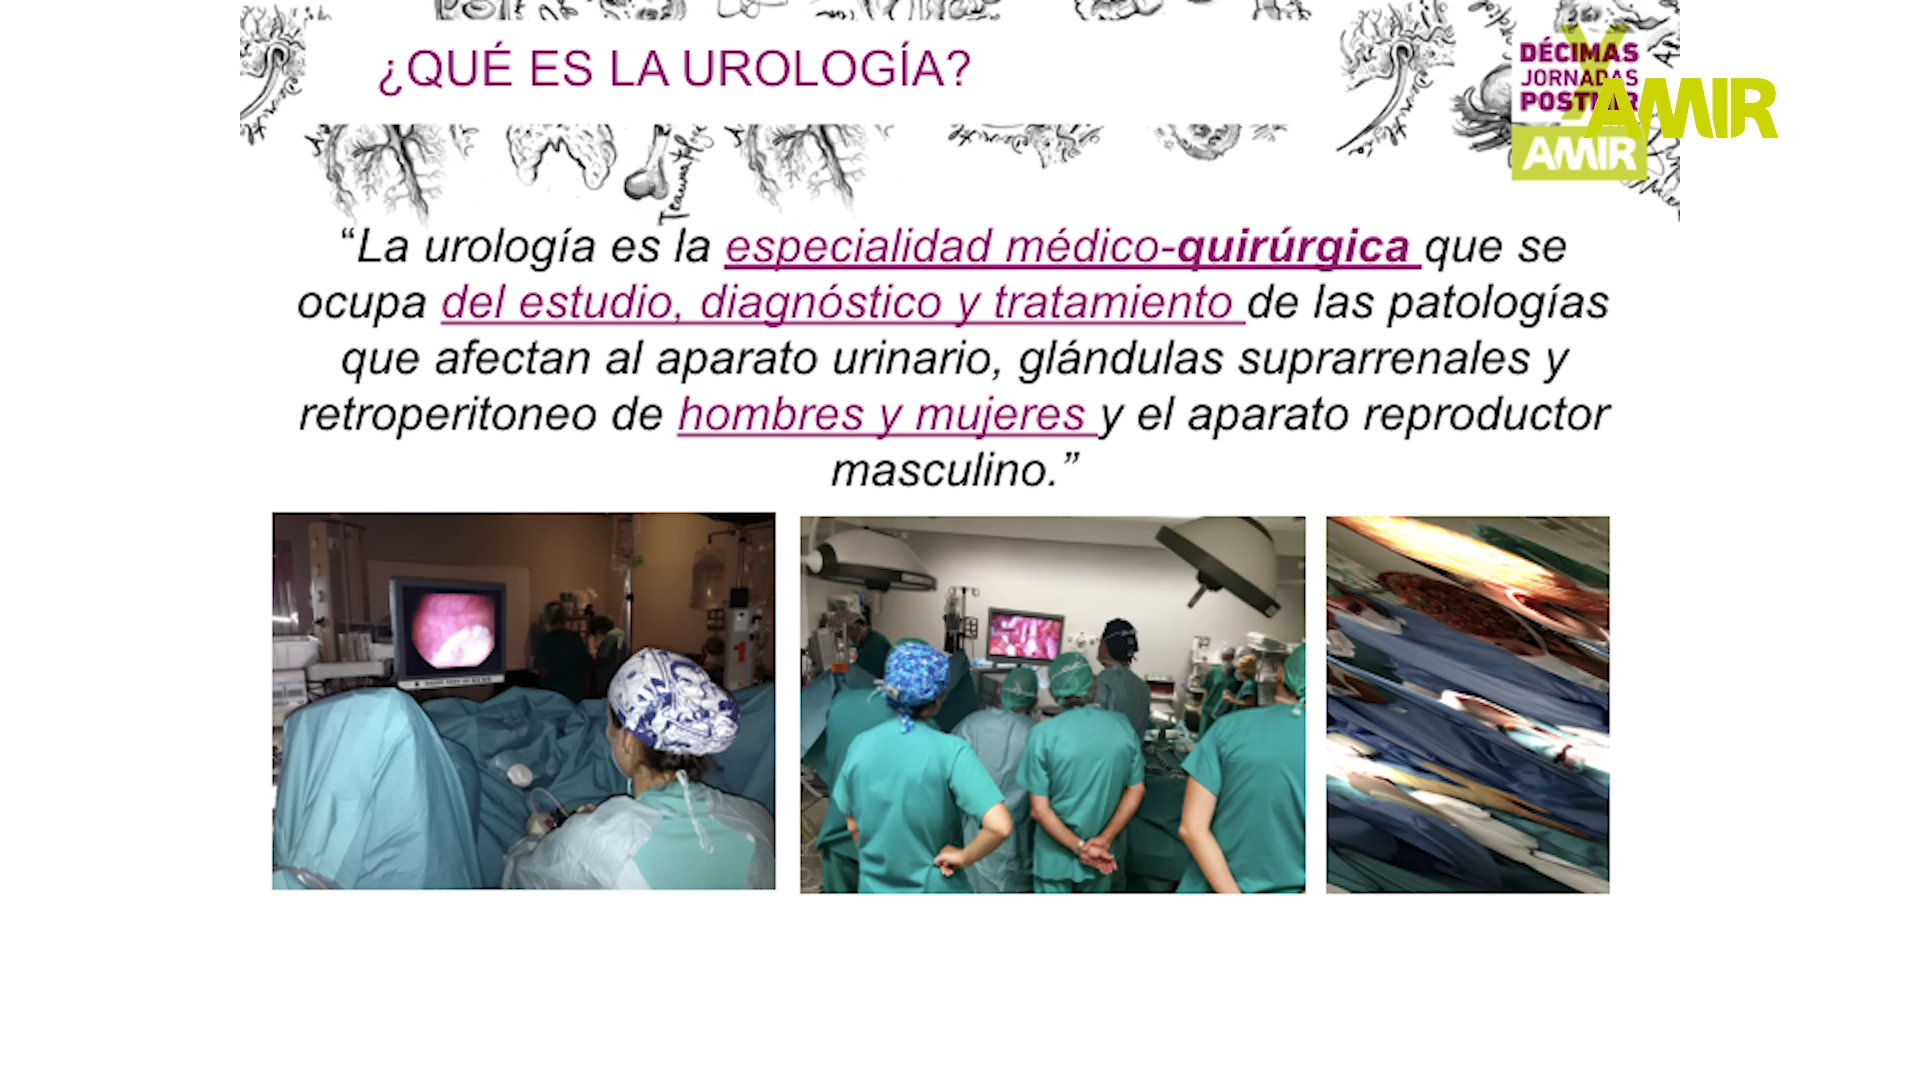 ¿QUÉ ES LA UROLOGÍA?
DÉCIMAS
JORNADAS
AMIR
AMIR
“La urología es la especialidad médico-quirúrgica que se
ocupa del estudio, diagnóstico y tratamiento de las patologías
que afectan al aparato urinario, glándulas suprarrenales y
retroperitoneo de hombres y mujeres y el aparato reproductor
masculino.”